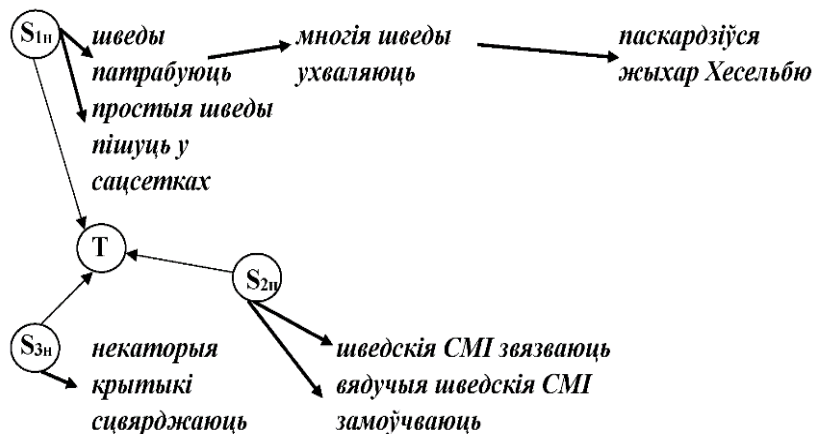 S1н
шведы
патрабуюць
простыя шведы
пішуць у
сацсетках
многія шведы
ухваляюць
паскардзіўся
жыхар Хесельбю
T
S2н
шведскія СМІ звязваюць
вядучыя шведскія СМІ
замоўчваюць
S3н
некаторыя
крытыкі
сцвярджаюць